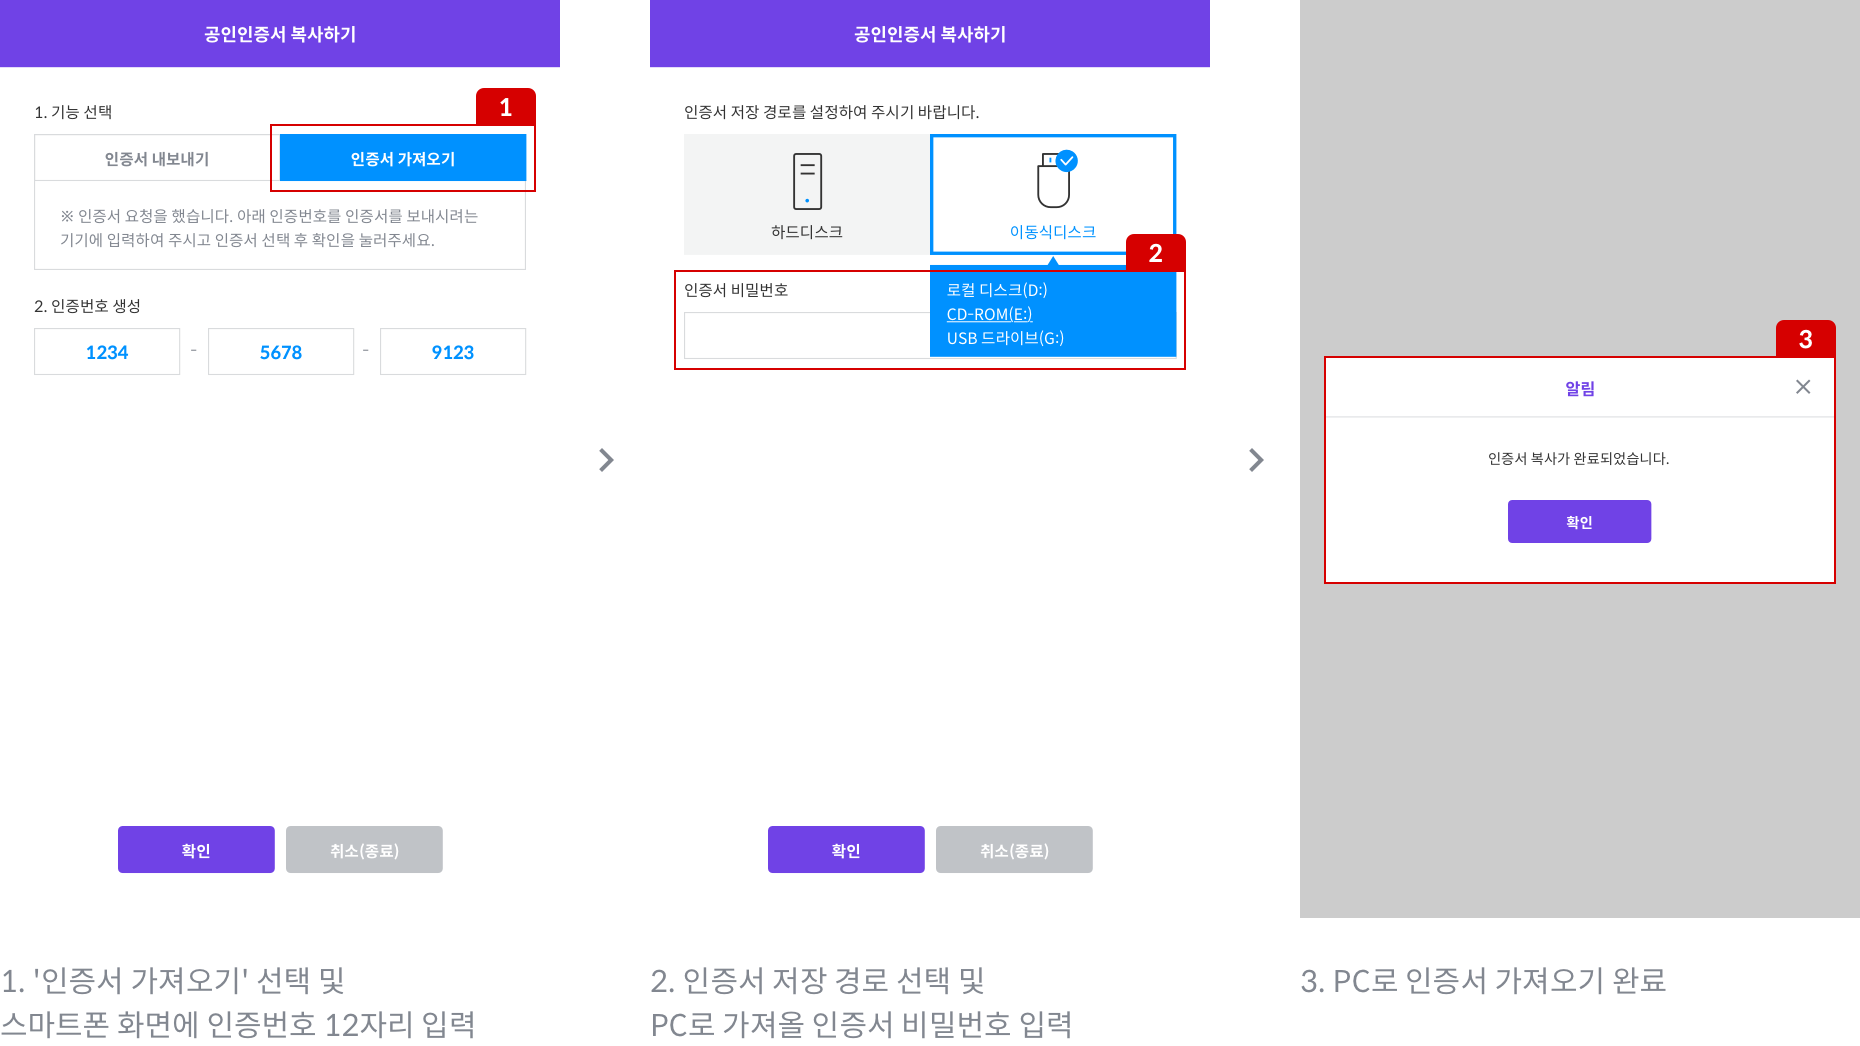 공인인증서 복사하기
1. 기능 선택
1
인증서 내보내기
인증서 가져오기
※ 인증서 요청을 했습니다. 아래 인증번호를 인증서를 보내시려는
기기에 입력하여 주시고 인증서 선택 후 확인을 눌러주세요.
2. 인증번호 생성
1234 - 5678 - 9123
확인
취소(종료)
1. '인증서 가져오기' 선택 및
스마트폰 화면에 인증번호 12자리 입력
공인인증서 복사하기
인증서 저장 경로를 설정하여 주시기 바랍니다.
하드디스크
이동식디스크
2
인증서 비밀번호
로컬 디스크(D:)
CD-ROM(E:)
USB 드라이브(G:)
확인
취소(종료)
2. 인증서 저장 경로 선택 및
PC로 가져올 인증서 비밀번호 입력
3
알림
인증서 복사가 완료되었습니다.
확인
3. PC로 인증서 가져오기 완료